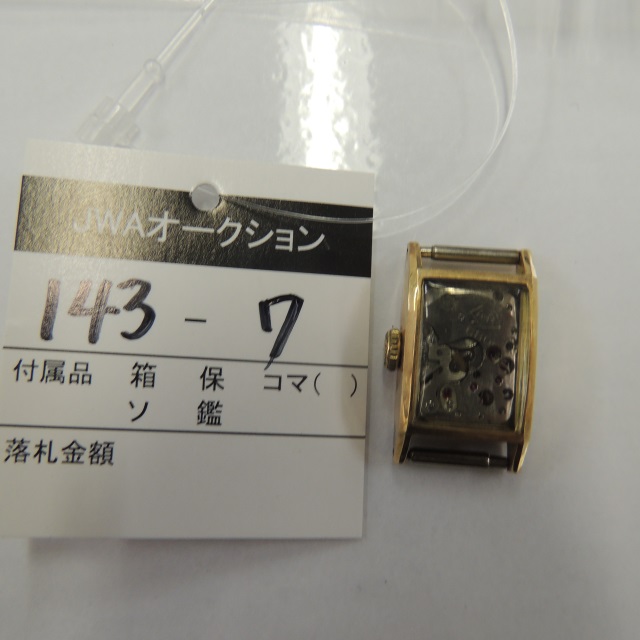 JWAオークション
143 - 7
付属品 箱 保 コマ( )
ソ 鑑
落札金額